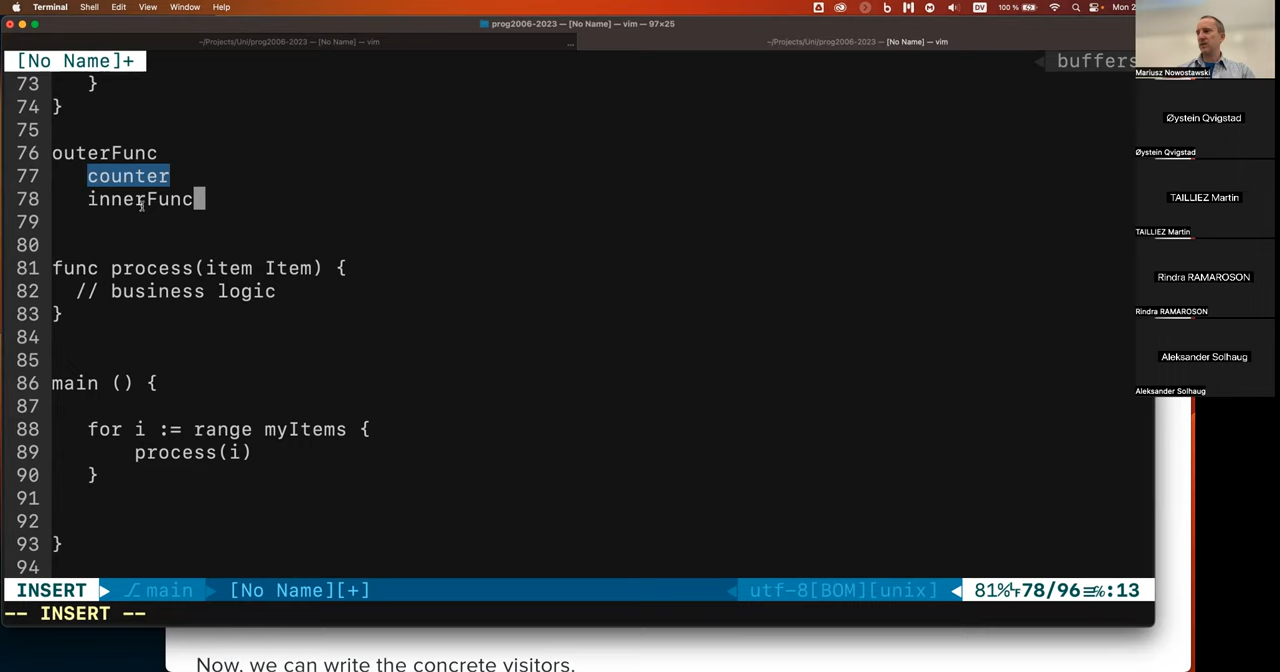 Terminal Shell Edit View Window Help 100 % DV Mon 2
prog2006-2023 — [No Name] — vim — 97×25
~/Projects/Uni/prog2006-2023 — [No Name] — vim ... ~/Projects/Uni/prog2006-2023 — [No Name] — vim
[No Name]+ buffers
73 }
74 }
75
76 outerFunc
77 counter
78 innerFunc
79
80
81 func process(item Item) {
82 // business logic
83 }
84
85
86 main () {
87
88 for i := range myItems {
89 process(i)
90 }
91
92
93 }
94
INSERT main [No Name][+] utf-8[BOM][unix] 81% 78/96 :13
-- INSERT --
Now, we can write the concrete visitors.
Mariusz Nowostawski
Øystein Qvigstad
Øystein Qvigstad
TAILLIEZ Martin
TAILLIEZ Martin
Rindra RAMAROSON
Rindra RAMAROSON
Aleksander Solhaug
Aleksander Solhaug